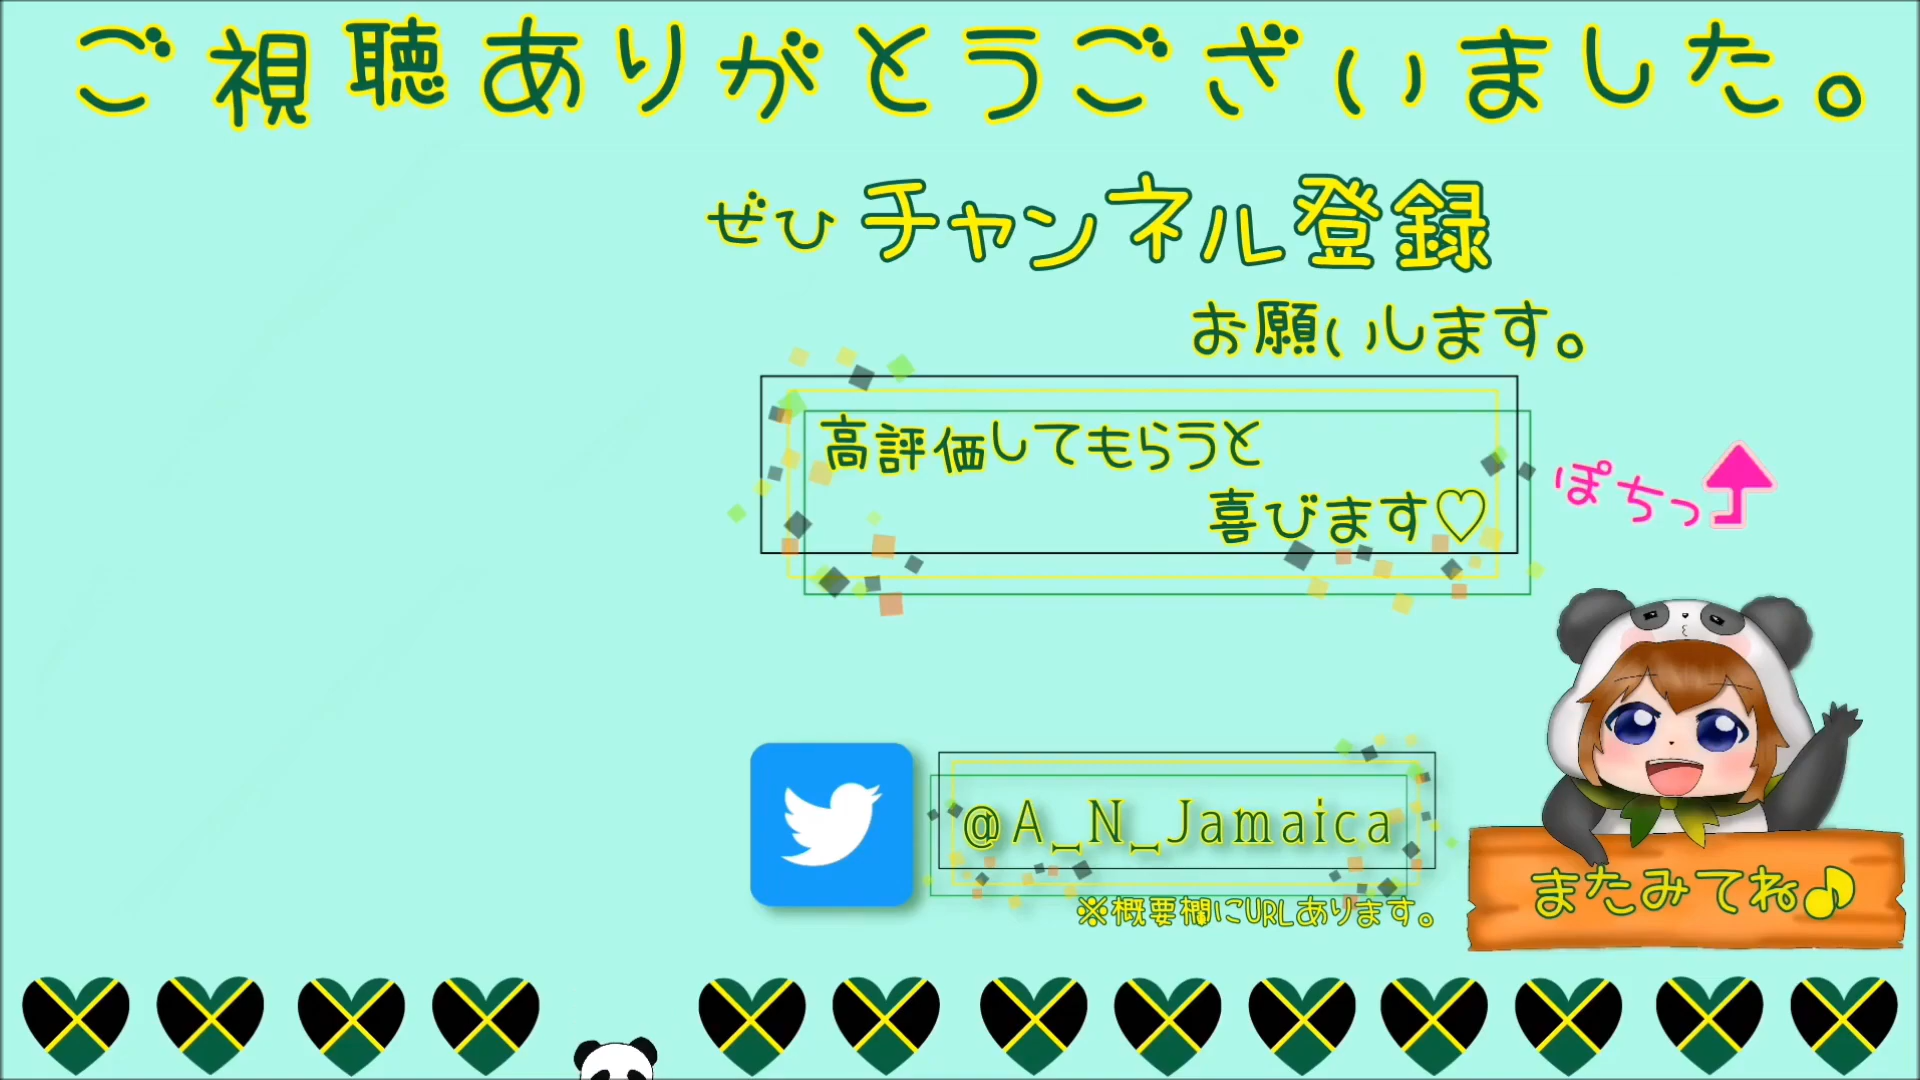 ご視聴ありがとうございました。
ぜひチャンネル登録
お願いします。
高評価してもらうと
喜びます♡
ぽちっ
@A_N_Jamaica
※概要欄にURLあります。
またみてね♪